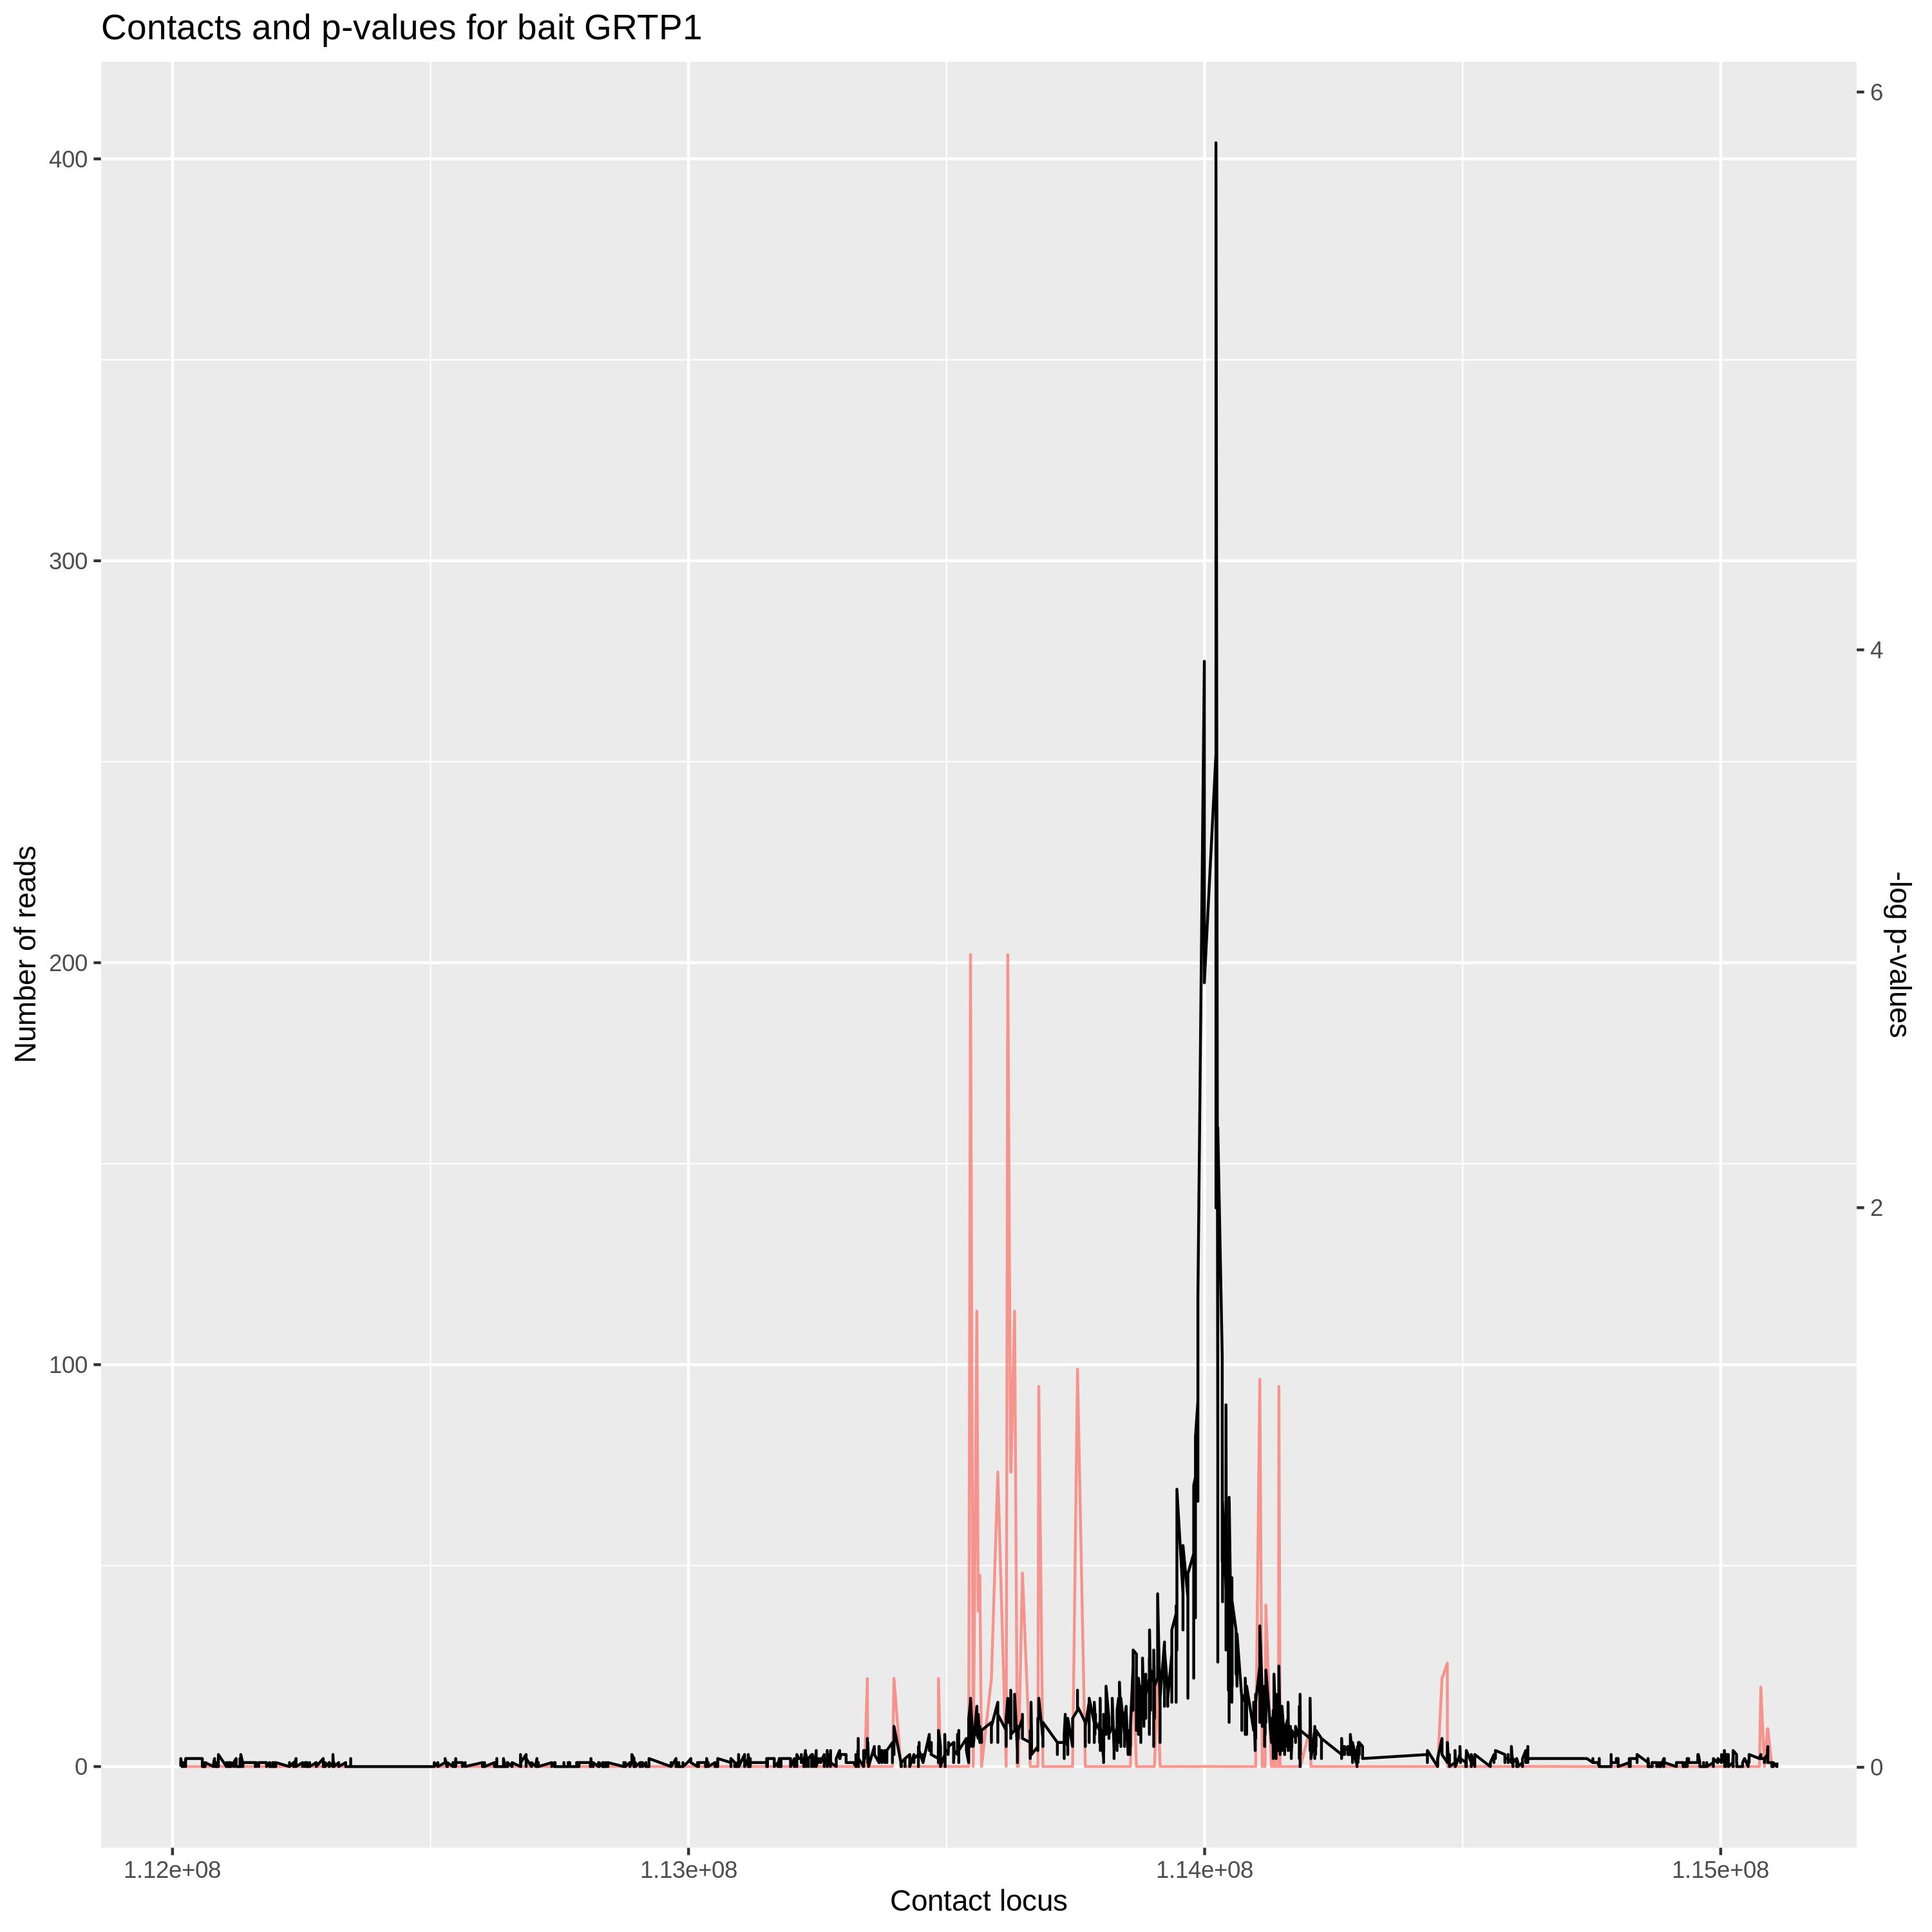 Contacts and p-values for bait GRTP1
6
400
300
4
Number of reads
-log p-values
200
2
100
0
0
1.12e+08 1.13e+08 1.14e+08 1.15e+08
Contact locus